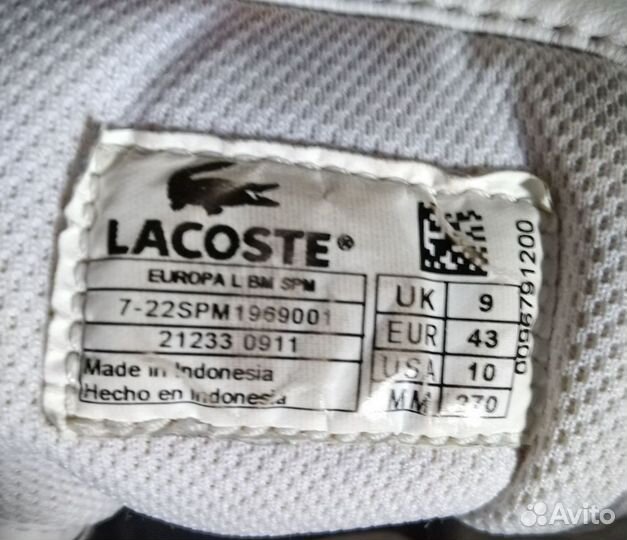 LACOSTE®
EUROPA L BM SPM
7-22SPM1969001
21233 0911
Made in Indonesia
Hecho en Indonesia
UK 9
EUR 43
USA 10
MM 270
0096791200
Avito